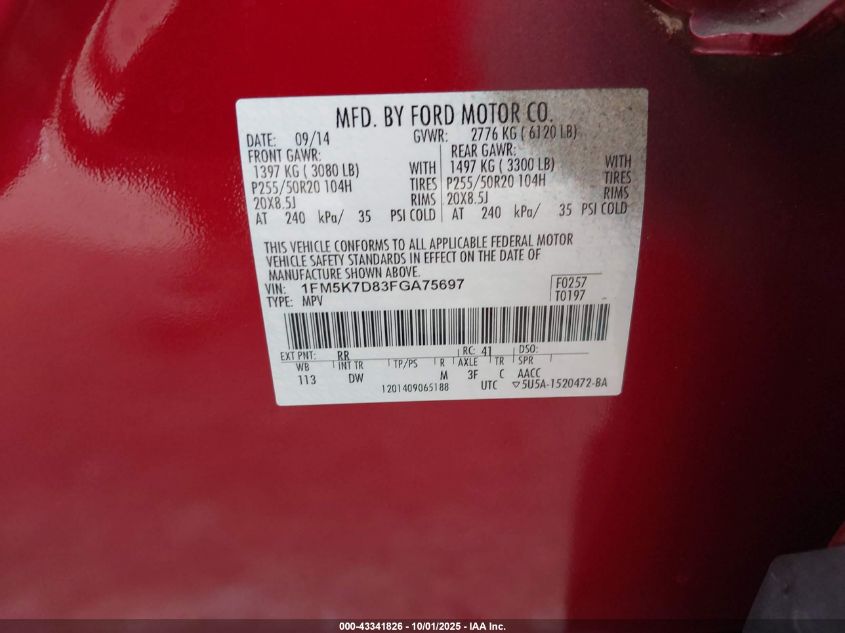 MFD. BY FORD MOTOR CO.
DATE: 09/14 GVWR: 2776 KG ( 6120 LB)
FRONT GAWR: REAR GAWR:
1397 KG ( 3080 LB) WITH 1497 KG ( 3300 LB) WITH
P255/50R20 104H TIRES P255/50R20 104H TIRES
20X8.5J RIMS 20X8.5J RIMS
AT 240 kPa/ 35 PSI COLD AT 240 kPa/ 35 PSI COLD
THIS VEHICLE CONFORMS TO ALL APPLICABLE FEDERAL MOTOR
VEHICLE SAFETY STANDARDS IN EFFECT ON THE DATE OF
MANUFACTURE SHOWN ABOVE.
VIN: 1FM5K7D83FGA75697 F0257
TYPE: MPV T0197
EXT PNT: RR RC: 41 DSO:
WB INT TR TP/PS R AXLE TR SPR
113 DW M 3F C AACC
1201409065188 UTC ▽5U5A-1520472-BA
000-43341826 - 10/01/2025 - IAA Inc.